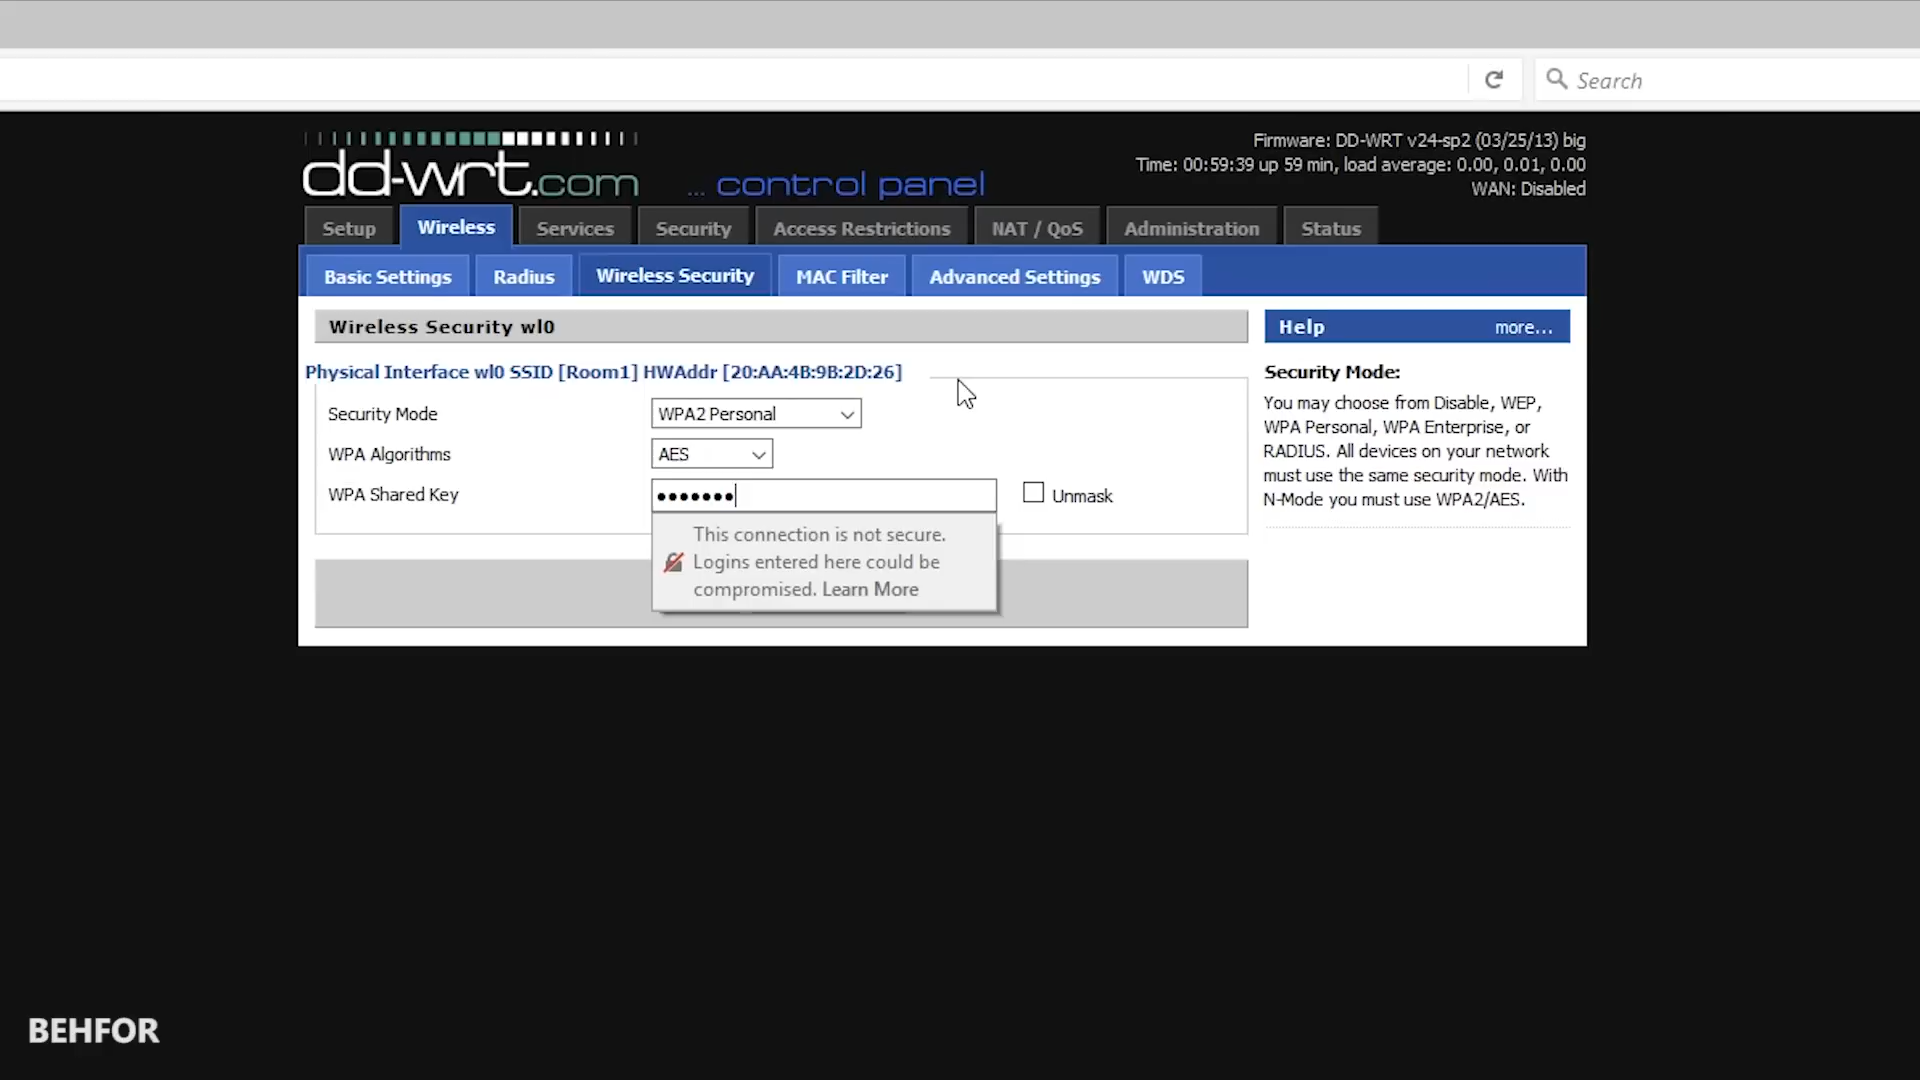 Search
dd-wrt.com ... control panel
Firmware: DD-WRT v24-sp2 (03/25/13) big
Time: 00:59:39 up 59 min, load average: 0.00, 0.01, 0.00
WAN: Disabled
Setup Wireless Services Security Access Restrictions NAT / QoS Administration Status
Basic Settings Radius Wireless Security MAC Filter Advanced Settings WDS
Wireless Security wl0
Physical Interface wl0 SSID [Room1] HWAddr [20:AA:4B:9B:2D:26]
Security Mode WPA2 Personal
WPA Algorithms AES
WPA Shared Key ••••••• Unmask
This connection is not secure.
Logins entered here could be
compromised. Learn More
Help more...
Security Mode:
You may choose from Disable, WEP,
WPA Personal, WPA Enterprise, or
RADIUS. All devices on your network
must use the same security mode. With
N-Mode you must use WPA2/AES.
BEHFOR